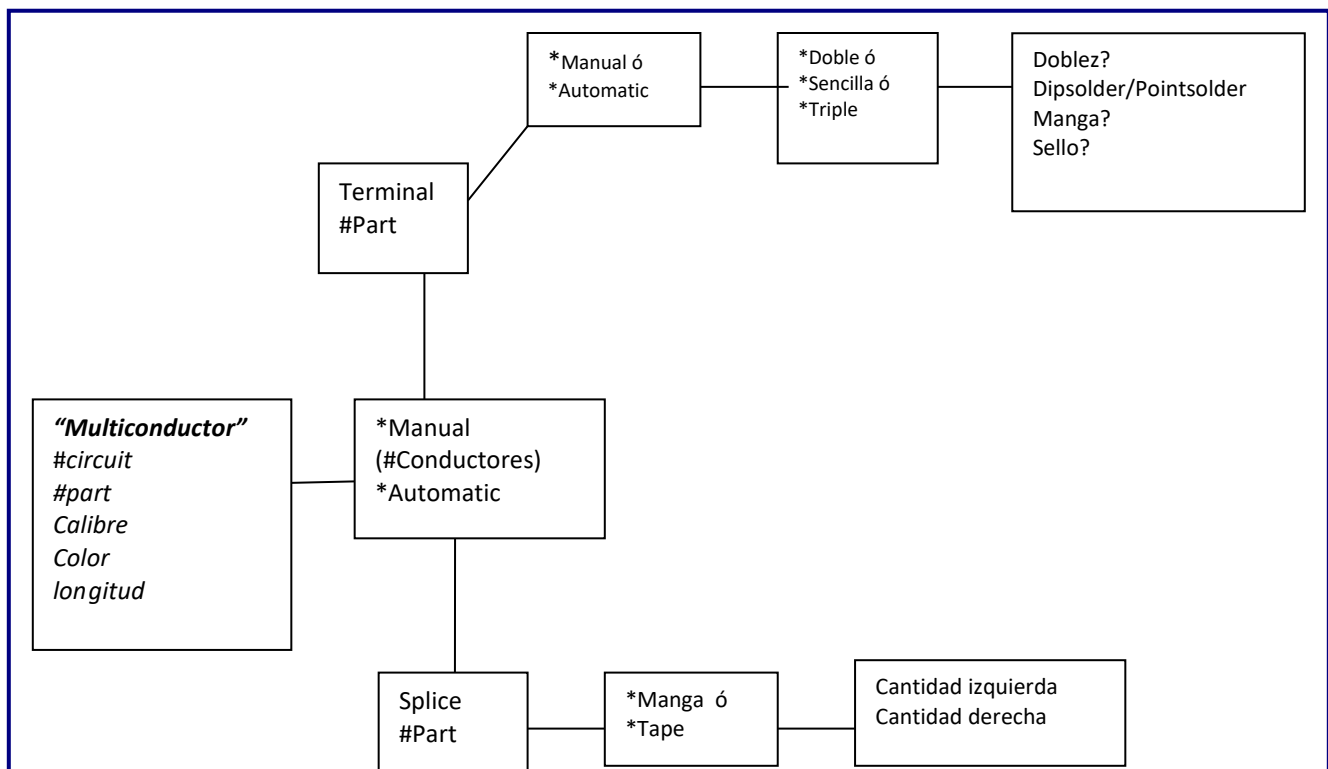 *Manual ó
*Automatic
*Doble ó
*Sencilla ó
*Triple
Doblez?
Dipsolder/Pointsolder
Manga?
Sello?
Terminal
#Part
“Multiconductor”
#circuit
#part
Calibre
Color
longitud
*Manual
(#Conductores)
*Automatic
Splice
#Part
*Manga ó
*Tape
Cantidad izquierda
Cantidad derecha